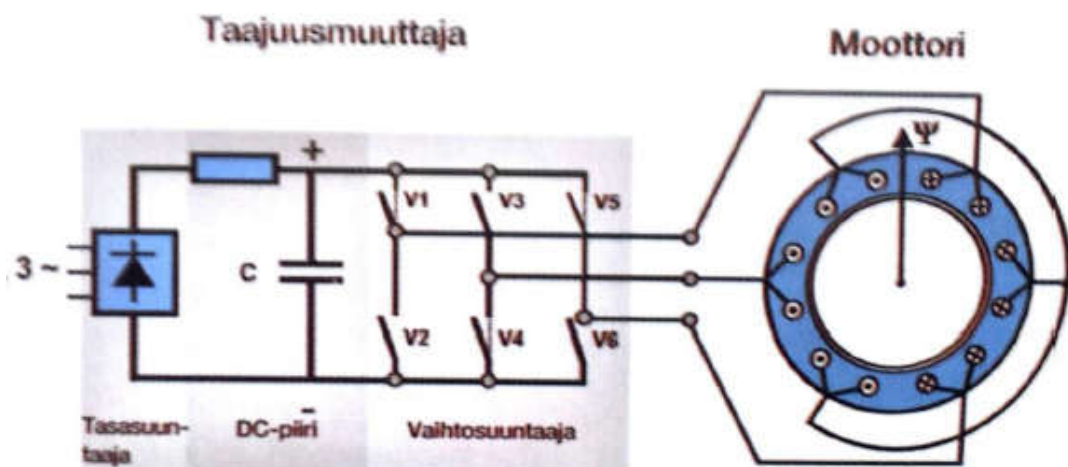 Taajuusmuuttaja
Moottori
Ψ
+
V1
V3
V5
3 ~
C
V2
V4
V6
-
Tasasuun-
taaja
DC-piiri
Vaihtosuuntaaja